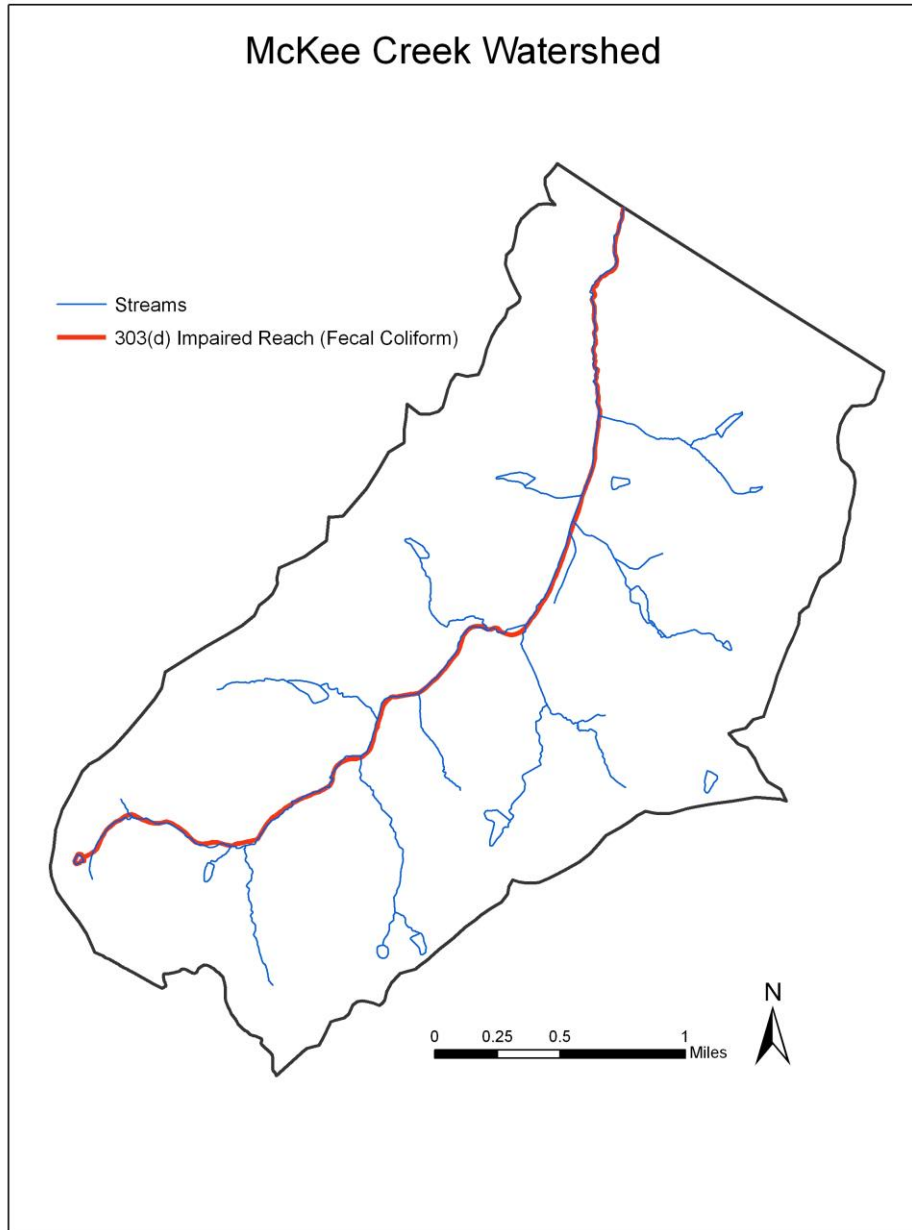 McKee Creek Watershed
Streams
303(d) Impaired Reach (Fecal Coliform)
N
0 0.25 0.5 1
Miles